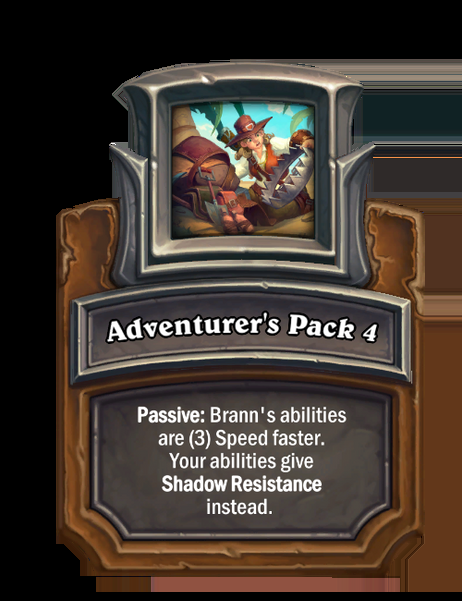 Adventurer's Pack 4
Passive: Brann's abilities
are (3) Speed faster.
Your abilities give
Shadow Resistance
instead.